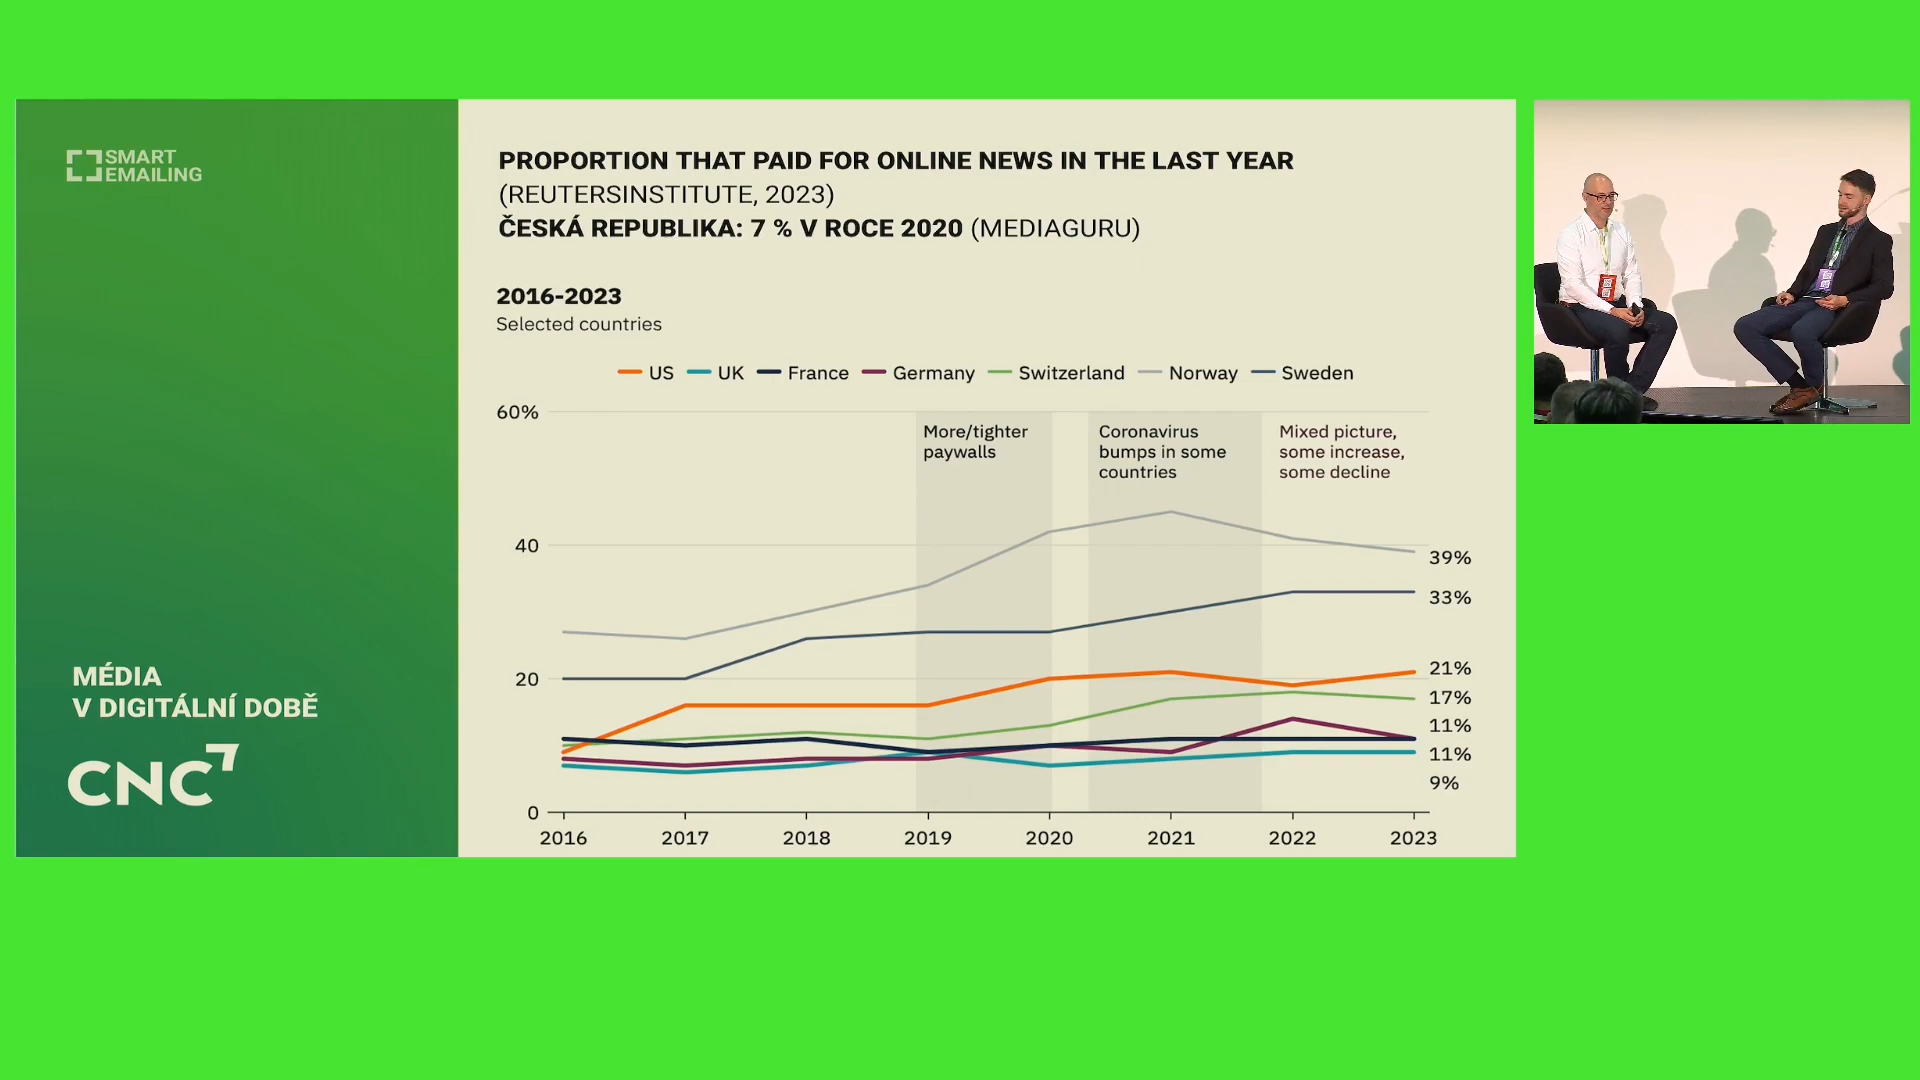 SMART
EMAILING
MÉDIA
V DIGITÁLNÍ DOBĚ
CNC
PROPORTION THAT PAID FOR ONLINE NEWS IN THE LAST YEAR
(REUTERSINSTITUTE, 2023)
ČESKÁ REPUBLIKA: 7 % V ROCE 2020 (MEDIAGURU)
2016-2023
Selected countries
US UK France Germany Switzerland Norway Sweden
60%
More/tighter
paywalls
Coronavirus
bumps in some
countries
Mixed picture,
some increase,
some decline
40
20
0
39%
33%
21%
17%
11%
11%
9%
2016 2017 2018 2019 2020 2021 2022 2023